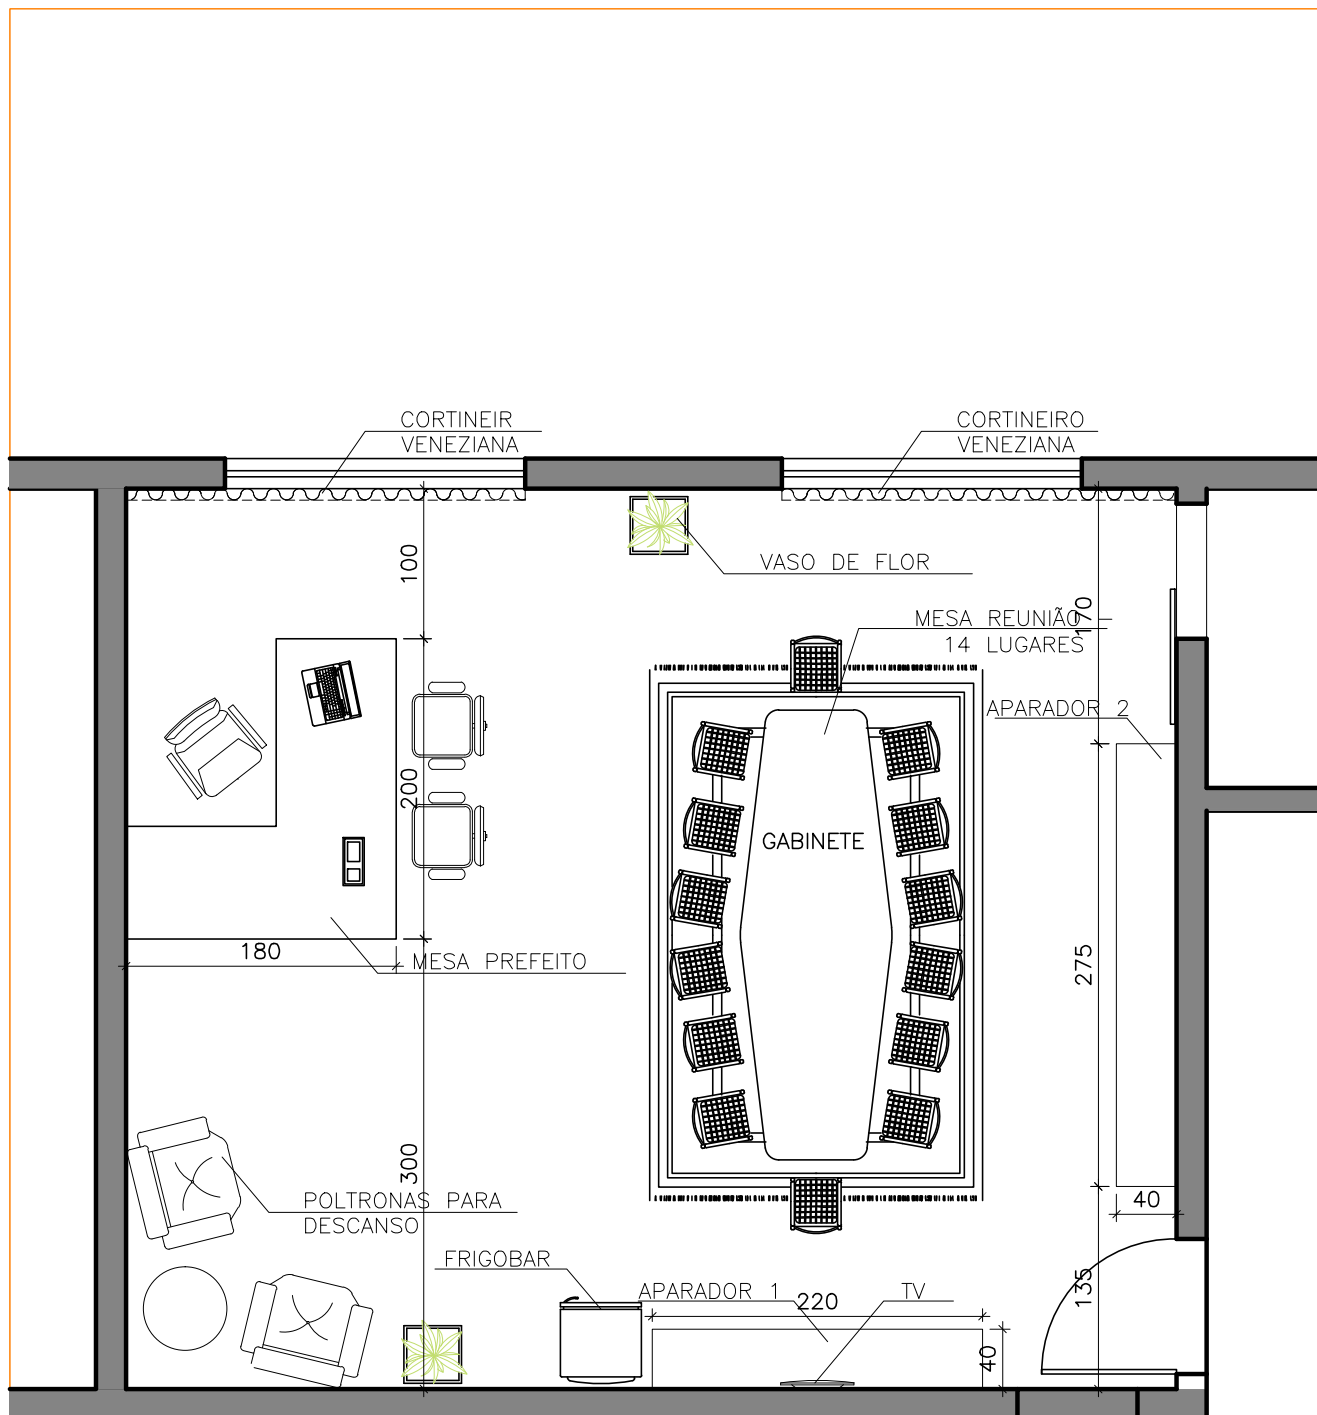 CORTINEIR
VENEZIANA
CORTINEIRO
VENEZIANA
100
VASO DE FLOR
MESA REUNIÃO
14 LUGARES
170
APARADOR 2
200
GABINETE
180
MESA PREFEITO
275
300
POLTRONAS PARA
DESCANSO
40
FRIGOBAR
APARADOR 1
TV
220
135
40